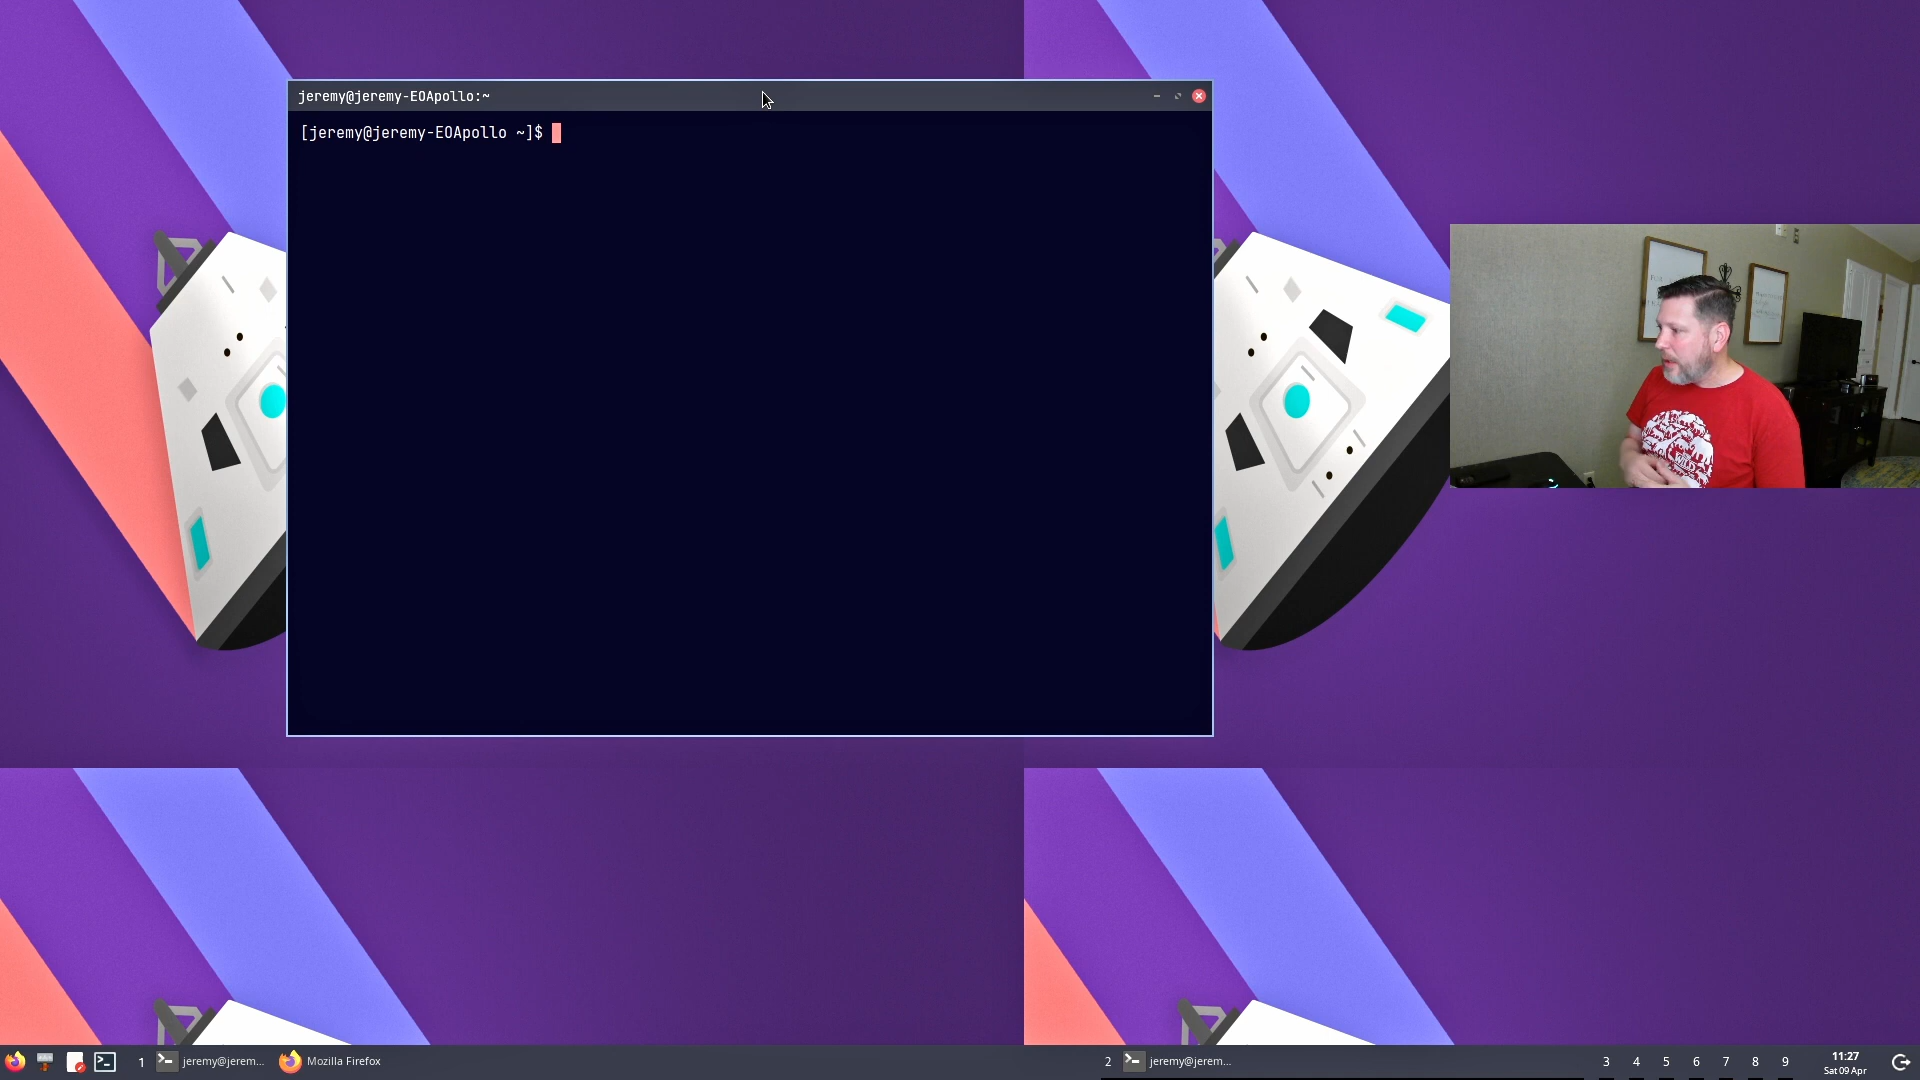 jeremy@jeremy-EOApollo:~
[jeremy@jeremy-EOApollo ~]$
1 jeremy@jerem... Mozilla Firefox 2 jeremy@jerem... 3 4 5 6 7 8 9 11:27
Sat 09 Apr